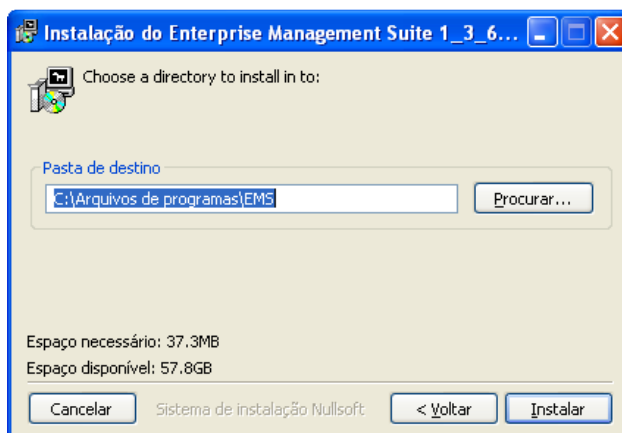 Instalação do Enterprise Management Suite 1_3_6...
Choose a directory to install in to:
Pasta de destino
C:\Arquivos de programas\EMS
Procurar...
Espaço necessário: 37.3MB
Espaço disponível: 57.8GB
Cancelar
Sistema de instalação Nullsoft
< Voltar
Instalar